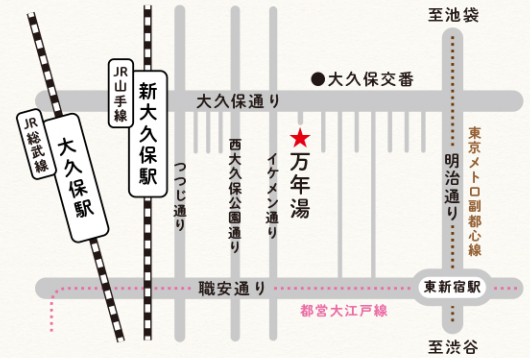 至池袋
●大久保交番
JR山手線
新大久保駅
大久保通り
JR総武線
大久保駅
つつじ通り
西大久保公園通り
イケメン通り
★万年湯
明治通り
東京メトロ副都心線
職安通り
東新宿駅
都営大江戸線
至渋谷